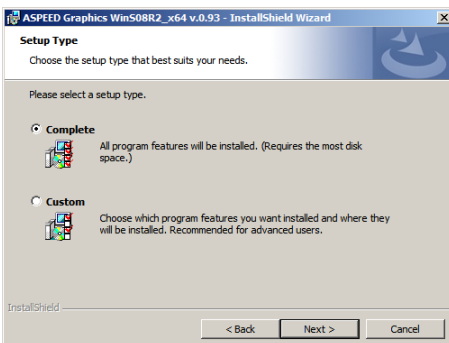 ASPEED Graphics WinS08R2_x64 v.0.93 - InstallShield Wizard
Setup Type
Choose the setup type that best suits your needs.
Please select a setup type.
Complete
All program features will be installed. (Requires the most disk
space.)
Custom
Choose which program features you want installed and where they
will be installed. Recommended for advanced users.
InstallShield
< Back
Next >
Cancel